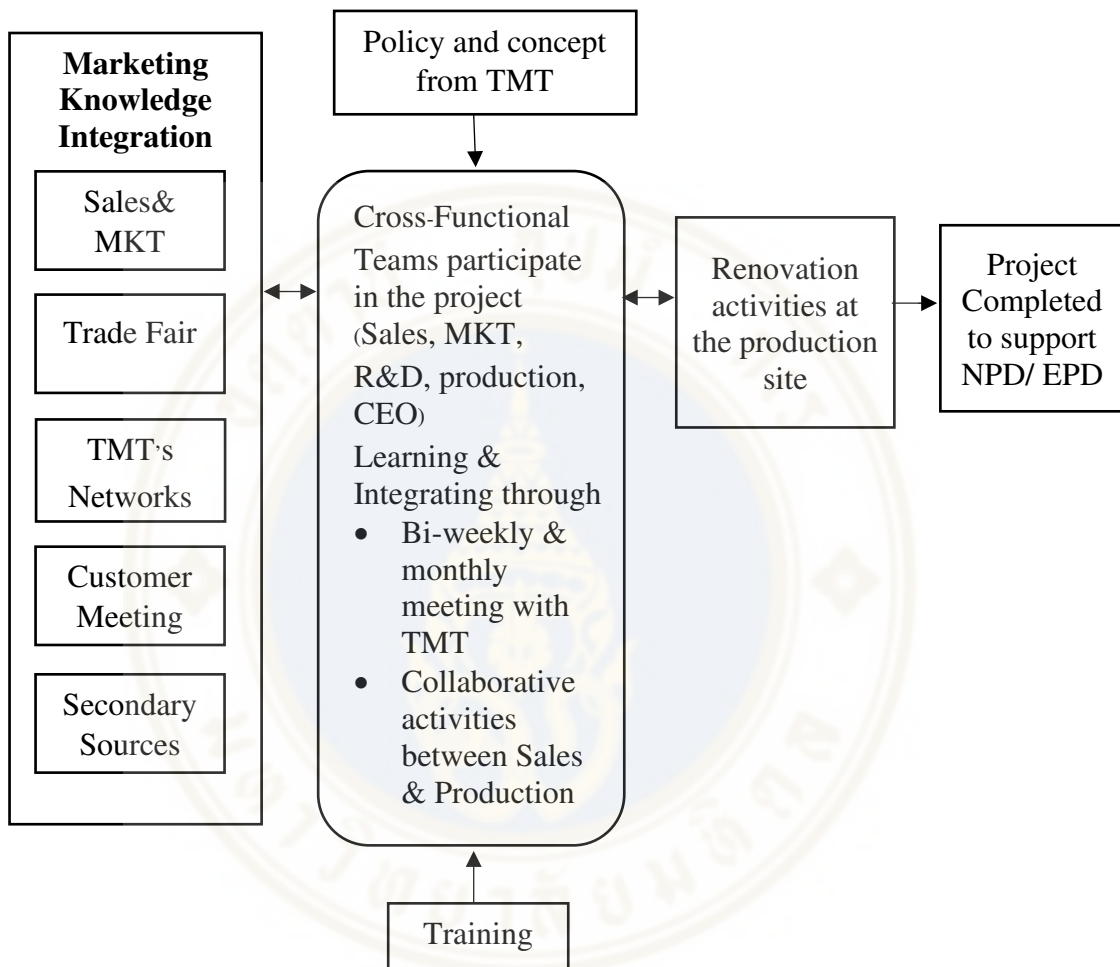 Policy and concept
from TMT
Marketing
Knowledge
Integration
Sales&
MKT
Trade Fair
TMT's
Networks
Customer
Meeting
Secondary
Sources
Cross-Functional
Teams participate
in the project
(Sales, MKT,
R&D, production,
CEO)
Learning &
Integrating through
• Bi-weekly &
monthly
meeting with
TMT
• Collaborative
activities
between Sales
& Production
Renovation
activities at
the production
site
Project
Completed
to support
NPD/ EPD
Training